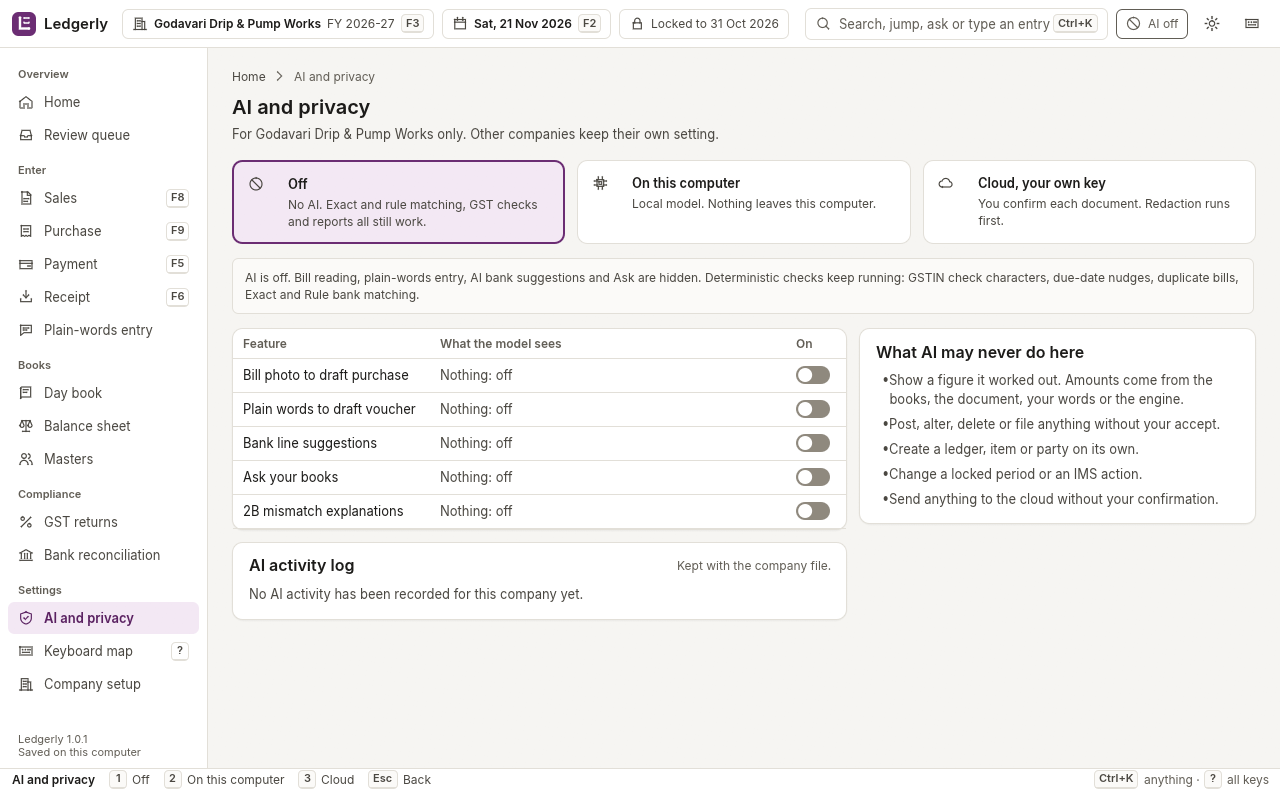 Ledgerly
Godavari Drip & Pump Works FY 2026-27 F3
Sat, 21 Nov 2026 F2
Locked to 31 Oct 2026
Search, jump, ask or type an entry Ctrl+K
AI off
Overview
Home
Review queue
Enter
Sales F8
Purchase F9
Payment F5
Receipt F6
Plain-words entry
Books
Day book
Balance sheet
Masters
Compliance
GST returns
Bank reconciliation
Settings
AI and privacy
Keyboard map ?
Company setup
Ledgerly 1.0.1
Saved on this computer
Home > AI and privacy
AI and privacy
For Godavari Drip & Pump Works only. Other companies keep their own setting.
Off
No AI. Exact and rule matching, GST checks
and reports all still work.
On this computer
Local model. Nothing leaves this computer.
Cloud, your own key
You confirm each document. Redaction runs
first.
AI is off. Bill reading, plain-words entry, AI bank suggestions and Ask are hidden. Deterministic checks keep running: GSTIN check characters, due-date nudges, duplicate bills,
Exact and Rule bank matching.
Feature What the model sees On
Bill photo to draft purchase Nothing: off
Plain words to draft voucher Nothing: off
Bank line suggestions Nothing: off
Ask your books Nothing: off
2B mismatch explanations Nothing: off
What AI may never do here
•Show a figure it worked out. Amounts come from the
books, the document, your words or the engine.
•Post, alter, delete or file anything without your accept.
•Create a ledger, item or party on its own.
•Change a locked period or an IMS action.
•Send anything to the cloud without your confirmation.
AI activity log Kept with the company file.
No AI activity has been recorded for this company yet.
AI and privacy 1 Off 2 On this computer 3 Cloud Esc Back
Ctrl+K anything · ? all keys